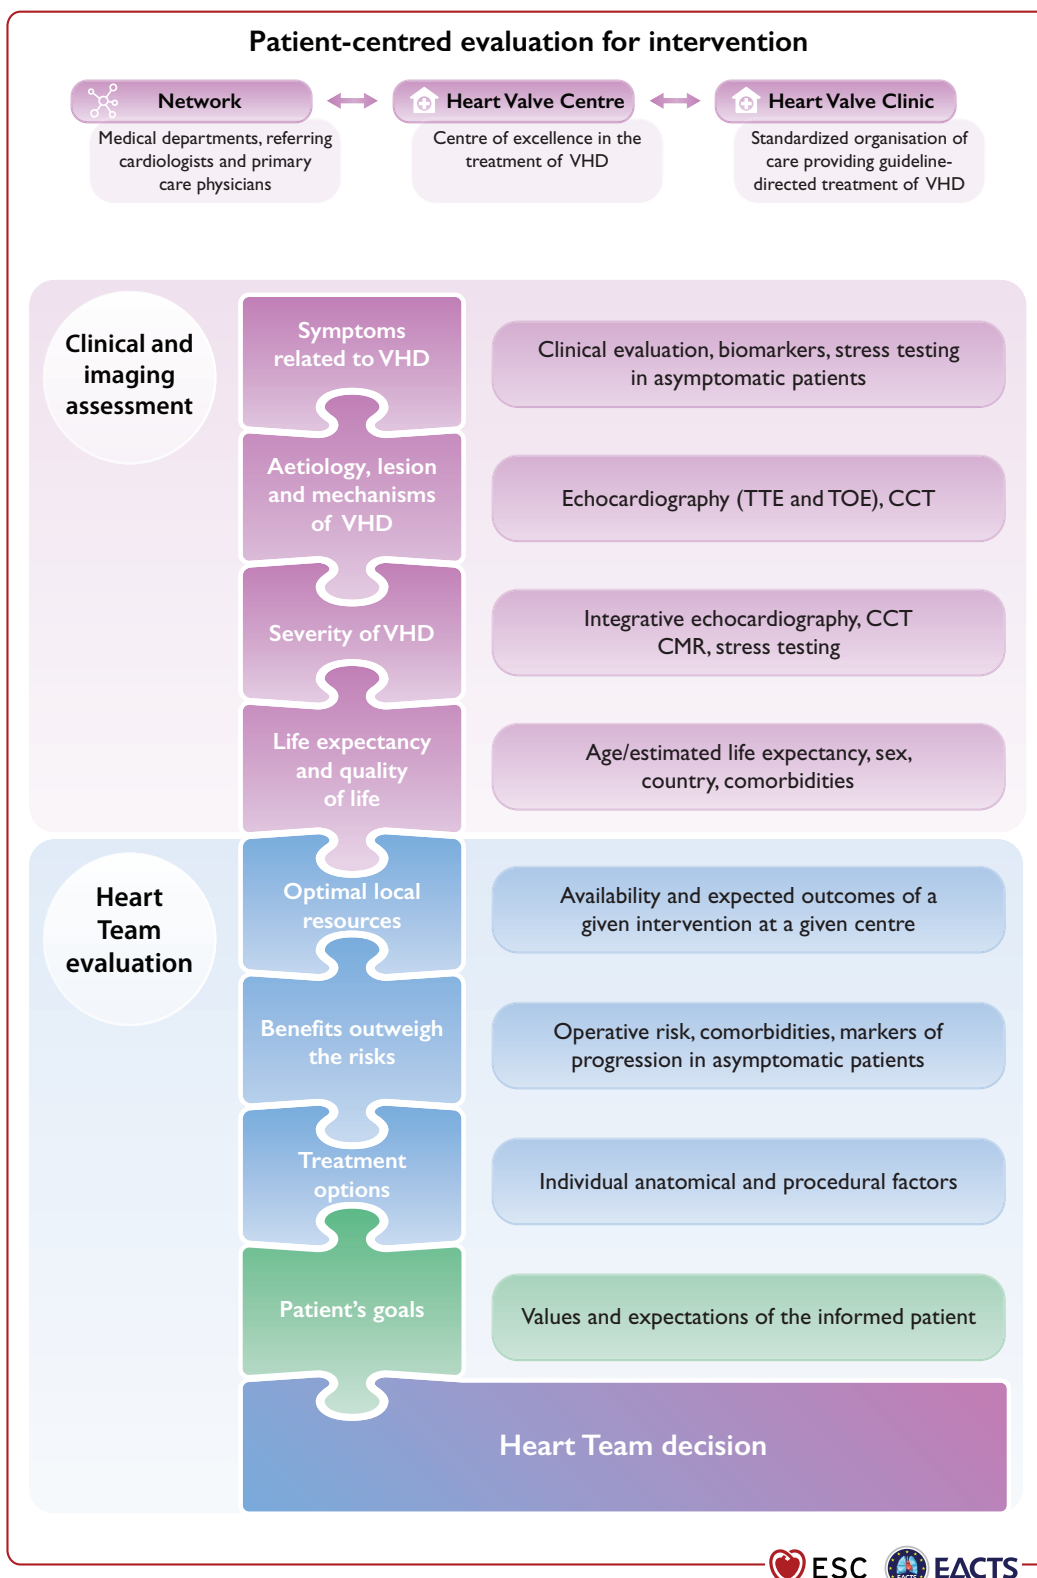 Patient-centred evaluation for intervention
Network
Heart Valve Centre
Heart Valve Clinic
Medical departments, referring
cardiologists and primary
care physicians
Centre of excellence in the
treatment of VHD
Standardized organisation of
care providing guideline-
directed treatment of VHD
Clinical and
imaging
assessment
Symptoms
related to VHD
Clinical evaluation, biomarkers, stress testing
in asymptomatic patients
Aetiology, lesion
and mechanisms
of VHD
Echocardiography (TTE and TOE), CCT
Severity of VHD
Integrative echocardiography, CCT
CMR, stress testing
Life expectancy
and quality
of life
Age/estimated life expectancy, sex,
country, comorbidities
Heart
Team
evaluation
Optimal local
resources
Availability and expected outcomes of a
given intervention at a given centre
Benefits outweigh
the risks
Operative risk, comorbidities, markers of
progression in asymptomatic patients
Treatment
options
Individual anatomical and procedural factors
Patient's goals
Values and expectations of the informed patient
Heart Team decision
ESC
EACTS
EACTS